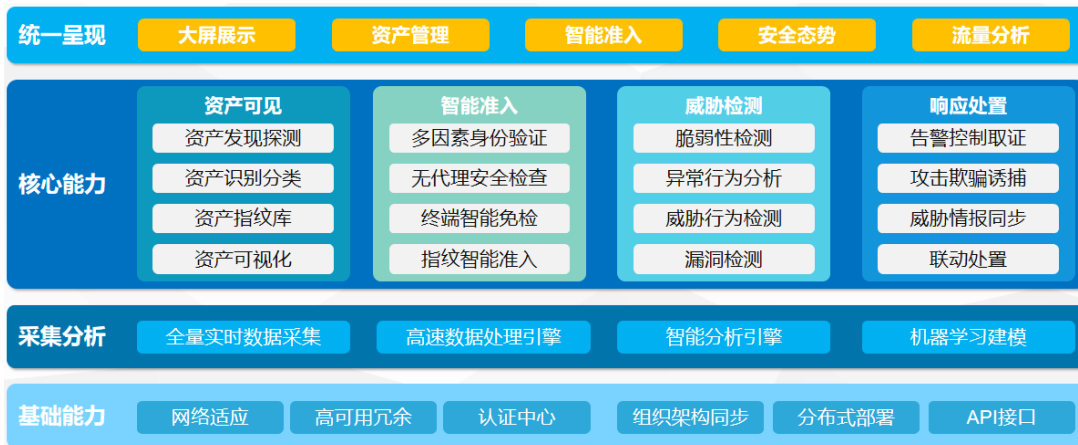 统一呈现
大屏展示
资产管理
智能准入
安全态势
流量分析
核心能力
资产可见
资产发现探测
资产识别分类
资产指纹库
资产可视化
智能准入
多因素身份验证
无代理安全检查
终端智能免检
指纹智能准入
威胁检测
脆弱性检测
异常行为分析
威胁行为检测
漏洞检测
响应处置
告警控制取证
攻击欺骗诱捕
威胁情报同步
联动处置
采集分析
全量实时数据采集
高速数据处理引擎
智能分析引擎
机器学习建模
基础能力
网络适应
高可用冗余
认证中心
组织架构同步
分布式部署
API接口